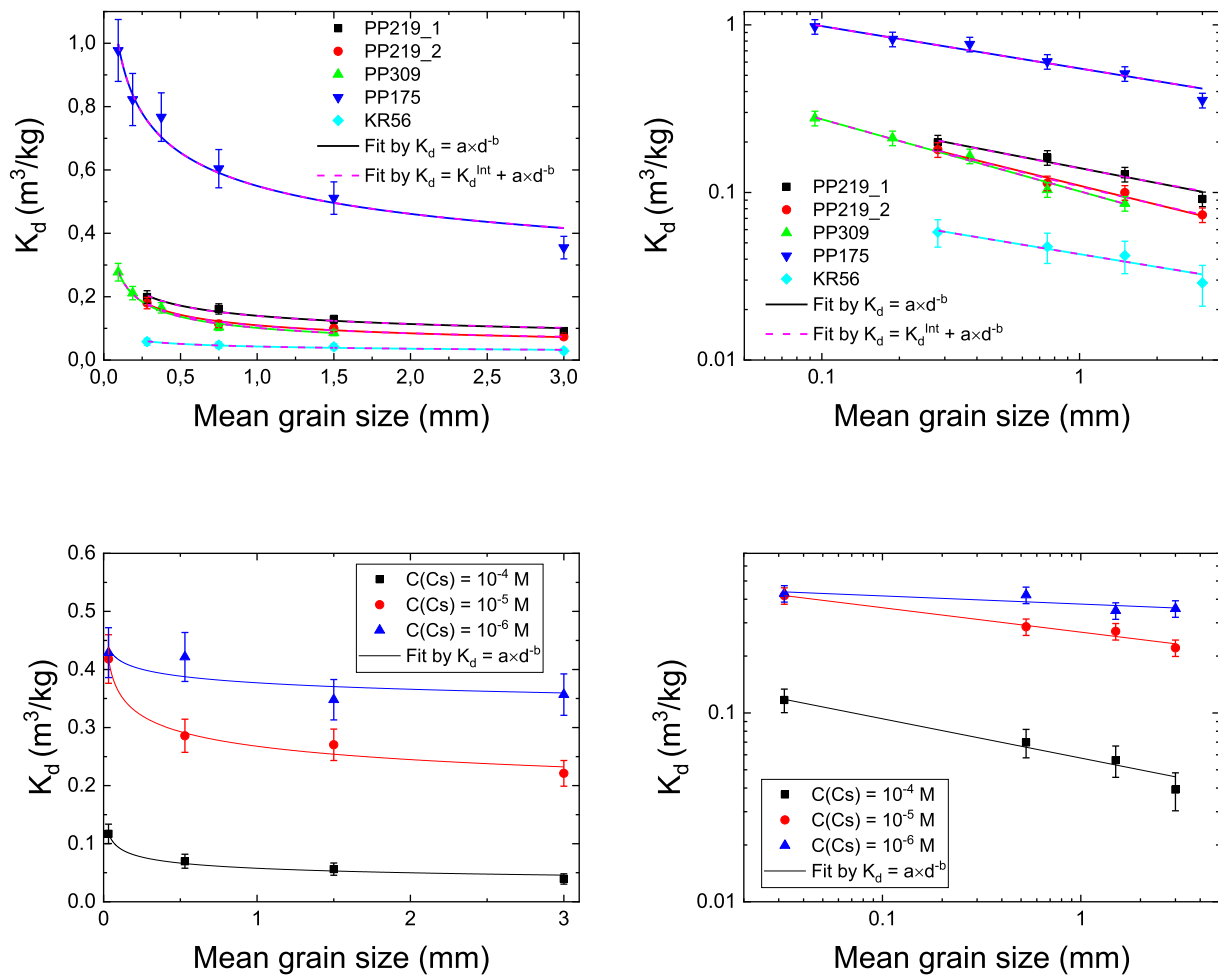 K_d (m^3/kg)
1,0
0,8
0,6
0,4
0,2
0,0
0,0 0,5 1,0 1,5 2,0 2,5 3,0
Mean grain size (mm)
PP219_1
PP219_2
PP309
PP175
KR56
Fit by K_d = a×d^-b
Fit by K_d = K_d^Int + a×d^-b
K_d (m^3/kg)
1
0.1
0.01
0.1 1
Mean grain size (mm)
PP219_1
PP219_2
PP309
PP175
KR56
Fit by K_d = a×d^-b
Fit by K_d = K_d^Int + a×d^-b
K_d (m^3/kg)
0.6
0.5
0.4
0.3
0.2
0.1
0.0
0 1 2 3
Mean grain size (mm)
C(Cs) = 10^-4 M
C(Cs) = 10^-5 M
C(Cs) = 10^-6 M
Fit by K_d = a×d^-b
K_d (m^3/kg)
0.1
0.01
0.1 1
Mean grain size (mm)
C(Cs) = 10^-4 M
C(Cs) = 10^-5 M
C(Cs) = 10^-6 M
Fit by K_d = a×d^-b